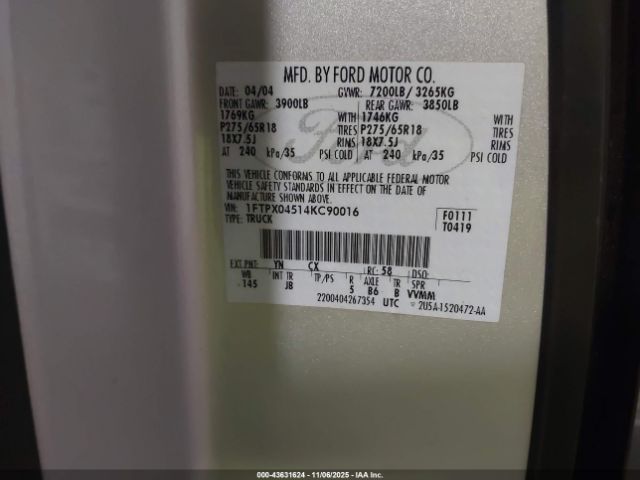 MFD. BY FORD MOTOR CO.
DATE: 04/04 GVWR: 7200LB/ 3265KG
FRONT GAWR: 3900LB REAR GAWR: 3850LB
1769KG WITH 1746KG WITH
P275/65R18 TIRES P275/65R18 TIRES
18X7.5J RIMS 18X7.5J RIMS
AT 240 kPa/35 PSI COLD AT 240 kPa/35 PSI COLD
THIS VEHICLE CONFORMS TO ALL APPLICABLE FEDERAL MOTOR
VEHICLE SAFETY STANDARDS IN EFFECT ON THE DATE OF
MANUFACTURE SHOWN ABOVE.
VIN: 1FTPX04514KC90016
TYPE: TRUCK
F0111
T0419
Ford
EXT PNT: YN CX RC: 58 DSO:
WB INT TR TP/PS R AXLE TR SPR
145 JB 5 B6 B VVMM
2200404267354 UTC 2U5A-1520472-AA
000-43631624 - 11/06/2025 - IAA Inc.